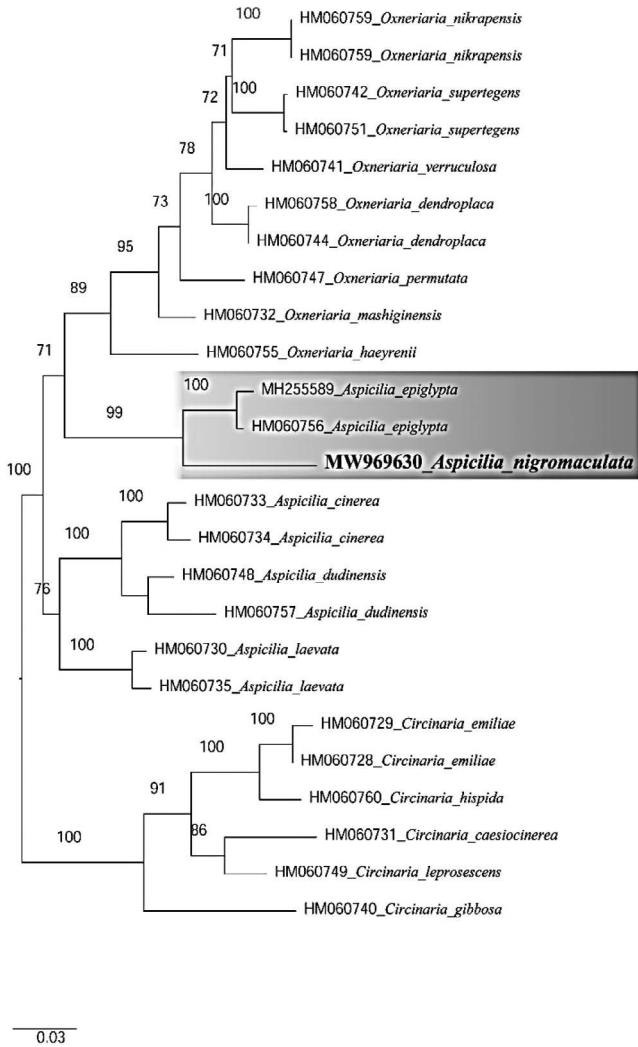 100
HM060759_Oxneriaria_nikrapensis
71
HM060759_Oxneriaria_nikrapensis
100
HM060742_Oxneriaria_supertegens
72
HM060751_Oxneriaria_supertegens
78
HM060741_Oxneriaria_verruculosa
100
HM060758_Oxneriaria_dendroplaca
73
HM060744_Oxneriaria_dendroplaca
95
HM060747_Oxneriaria_permutata
89
HM060732_Oxneriaria_mashiginensis
71
HM060755_Oxneriaria_haeyrenii
100
MH255589_Aspicilia_epiglypta
99
HM060756_Aspicilia_epiglypta
MW969630_Aspicilia_nigromaculata
100
100
HM060733_Aspicilia_cinerea
100
HM060734_Aspicilia_cinerea
HM060748_Aspicilia_dudinensis
76
HM060757_Aspicilia_dudinensis
100
HM060730_Aspicilia_laevata
HM060735_Aspicilia_laevata
100
HM060729_Circinaria_emiliae
100
HM060728_Circinaria_emiliae
91
HM060760_Circinaria_hispida
86
HM060731_Circinaria_caesiocinerea
100
HM060749_Circinaria_leprosescens
HM060740_Circinaria_gibbosa
0.03